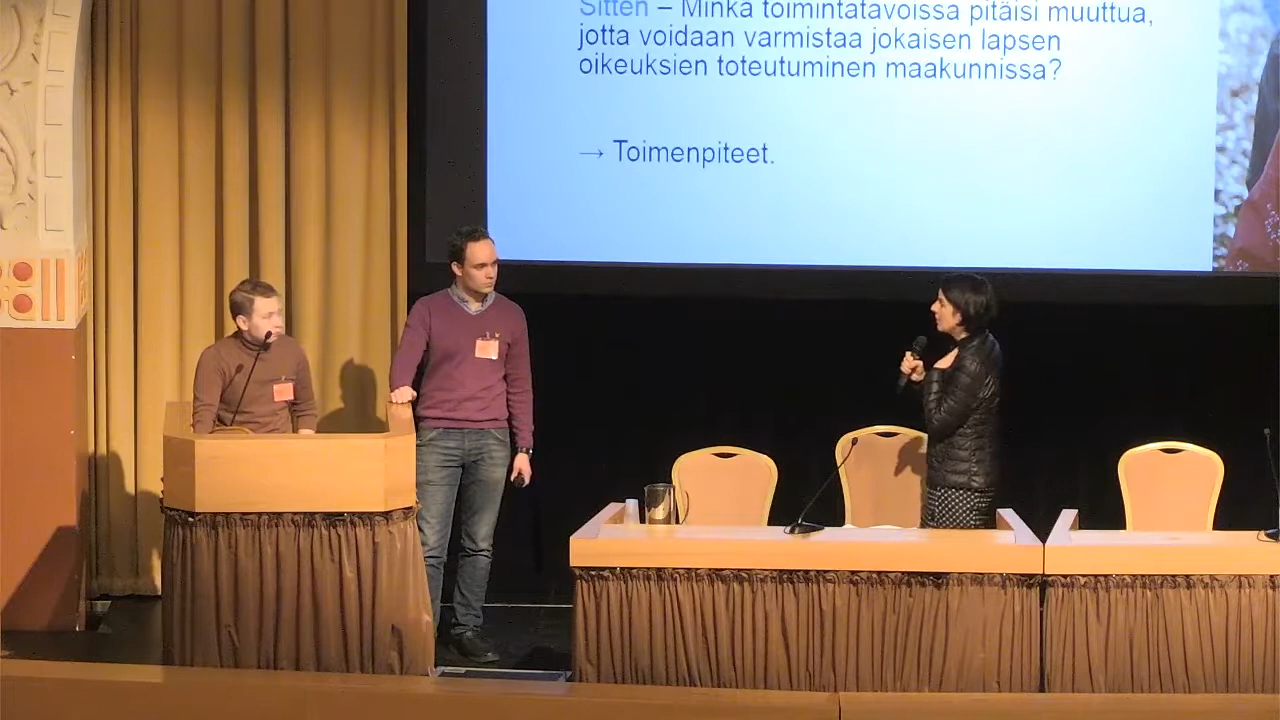 Sitten – Minkä toimintatavoissa pitäisi muuttua,
jotta voidaan varmistaa jokaisen lapsen
oikeuksien toteutuminen maakunnissa?
→ Toimenpiteet.